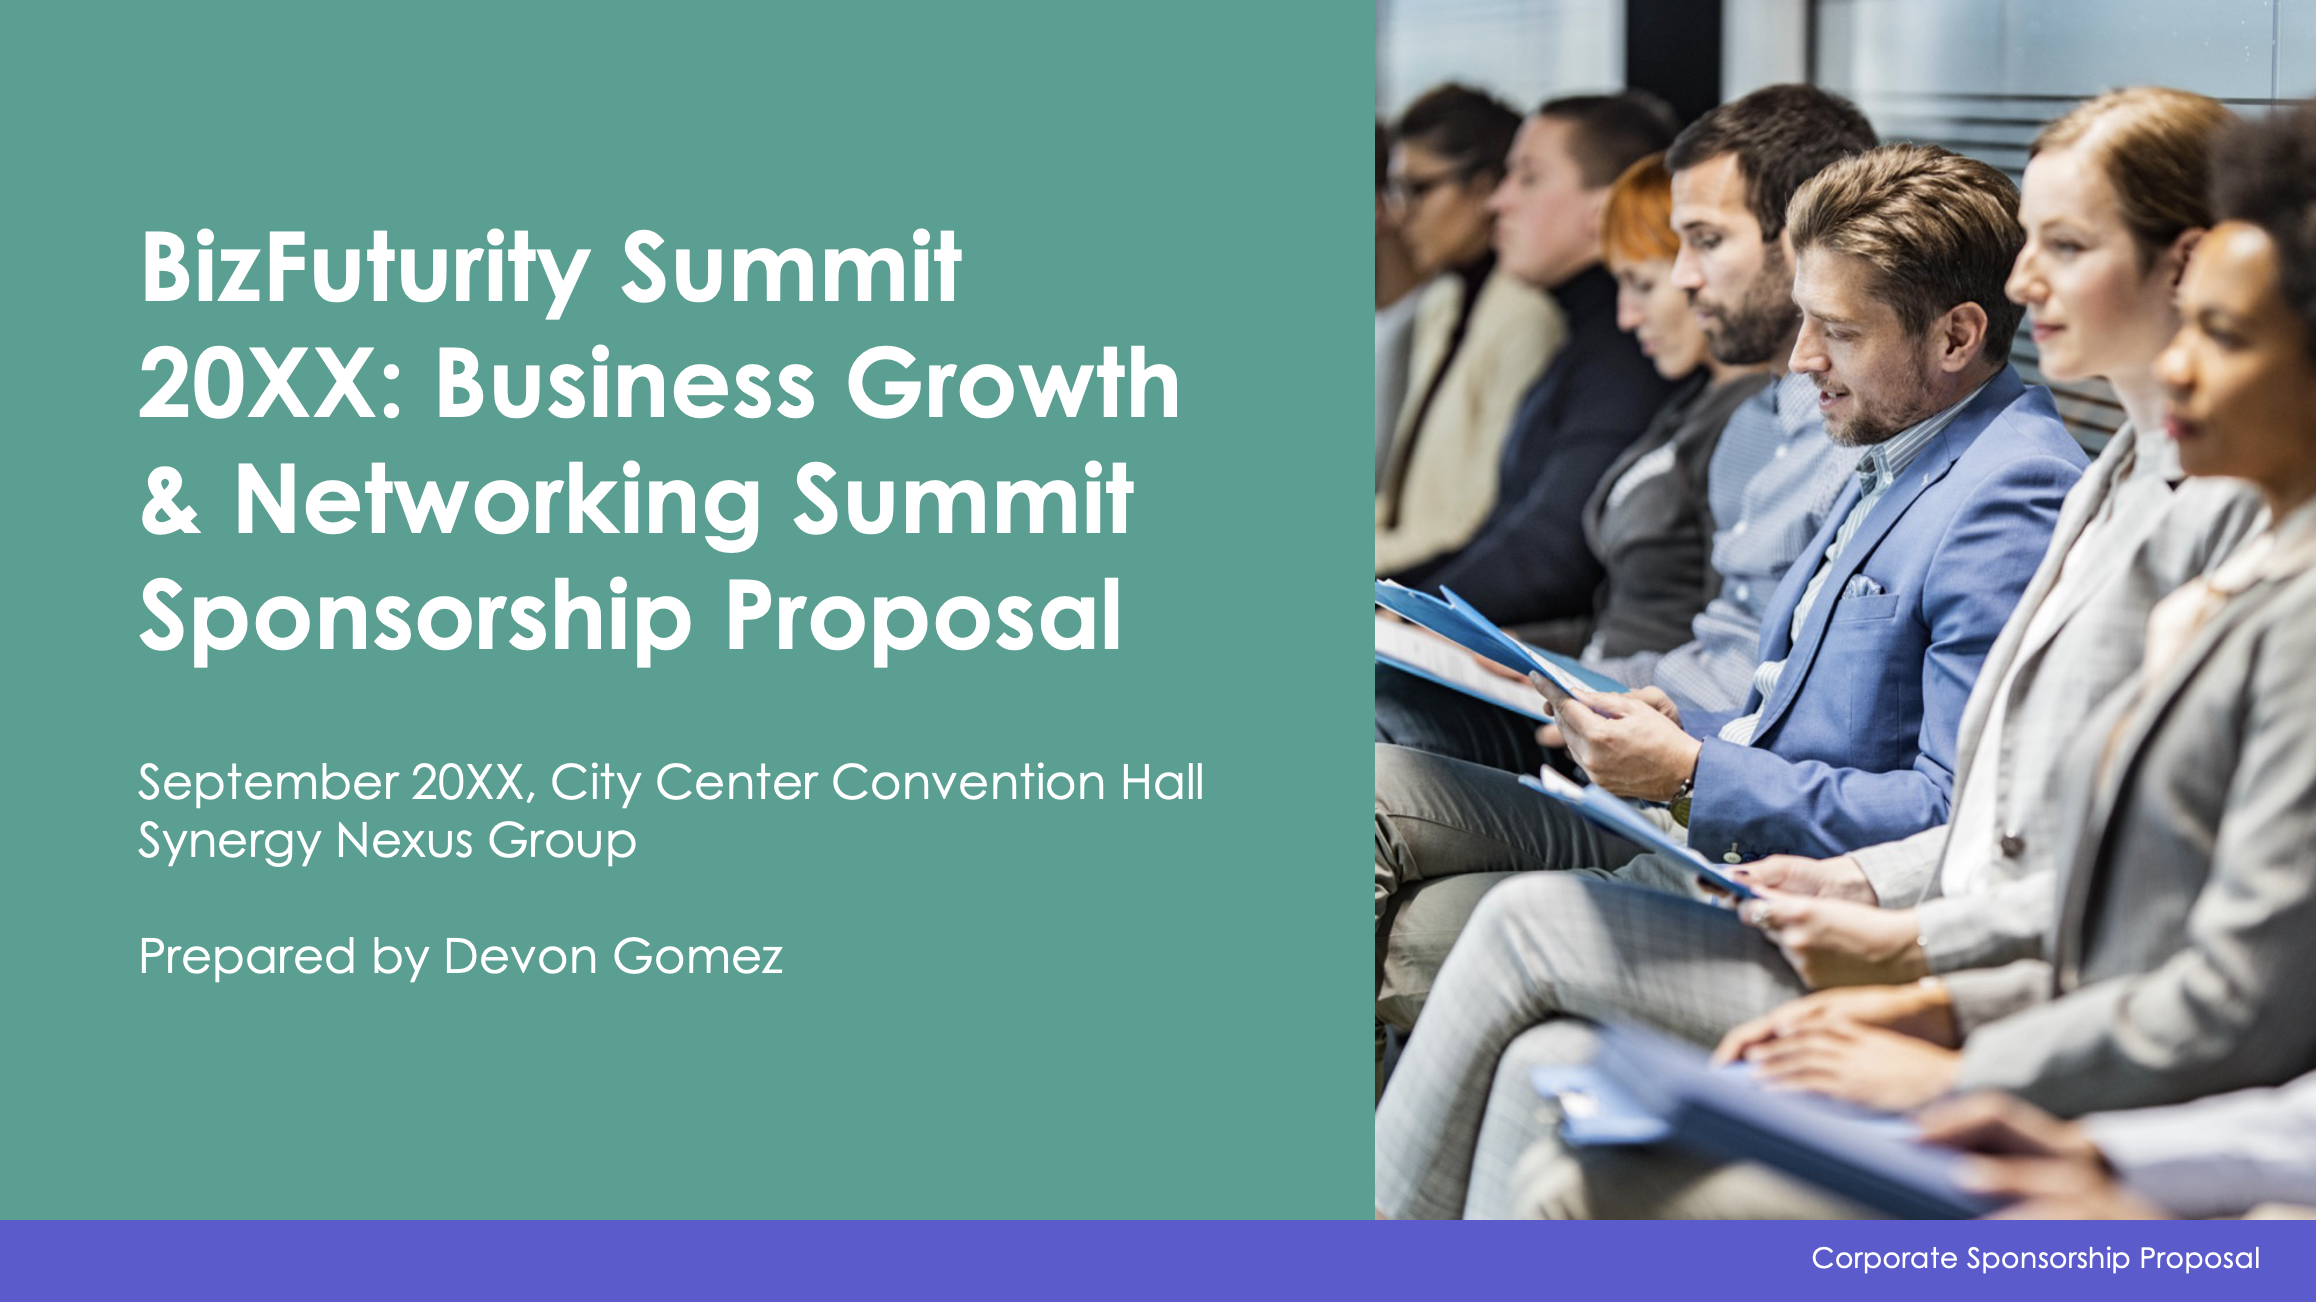 BizFuturity Summit
20XX: Business Growth
& Networking Summit
Sponsorship Proposal
September 20XX, City Center Convention Hall
Synergy Nexus Group
Prepared by Devon Gomez
Corporate Sponsorship Proposal